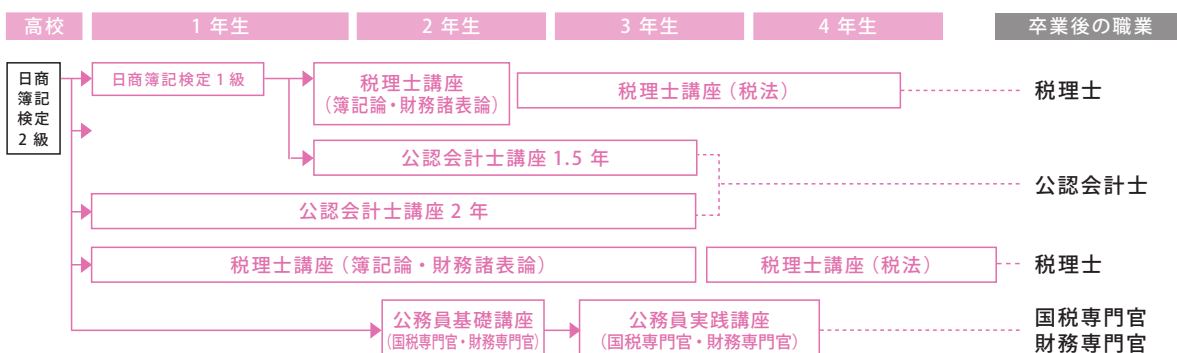 高校
1 年生
2 年生
3 年生
4 年生
卒業後の職業
日商
簿記
検定
2 級
日商簿記検定 1 級
税理士講座
(簿記論・財務諸表論)
税理士講座（税法）
税理士
公認会計士講座 1.5 年
公認会計士
公認会計士講座 2 年
税理士講座（簿記論・財務諸表論）
税理士講座（税法）
税理士
公務員基礎講座
(国税専門官・財務専門官)
公務員実践講座
(国税専門官・財務専門官)
国税専門官
財務専門官